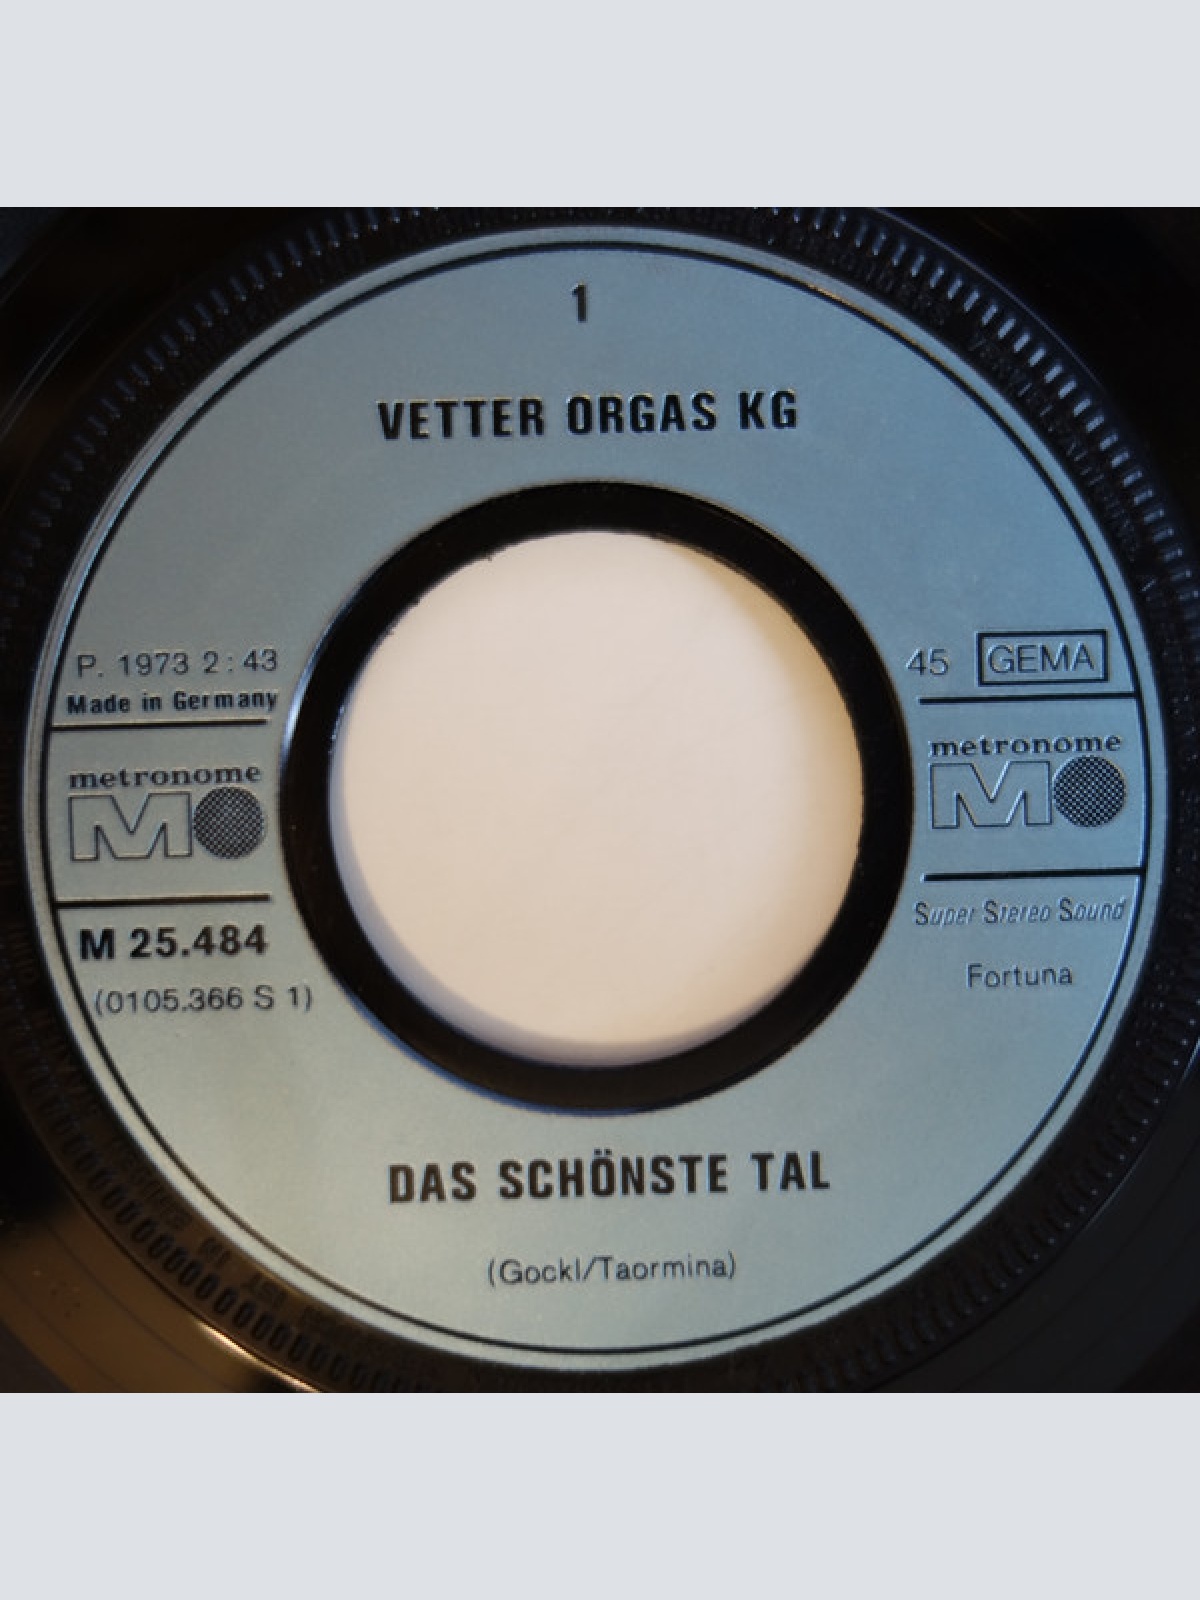 1
VETTER ORGAS KG
P. 1973 2:43
Made in Germany
45 GEMA
metronome
M
metronome
M
M 25.484
(0105.366 S 1)
Super Stereo Sound
Fortuna
DAS SCHÖNSTE TAL
(Gockl/Taormina)